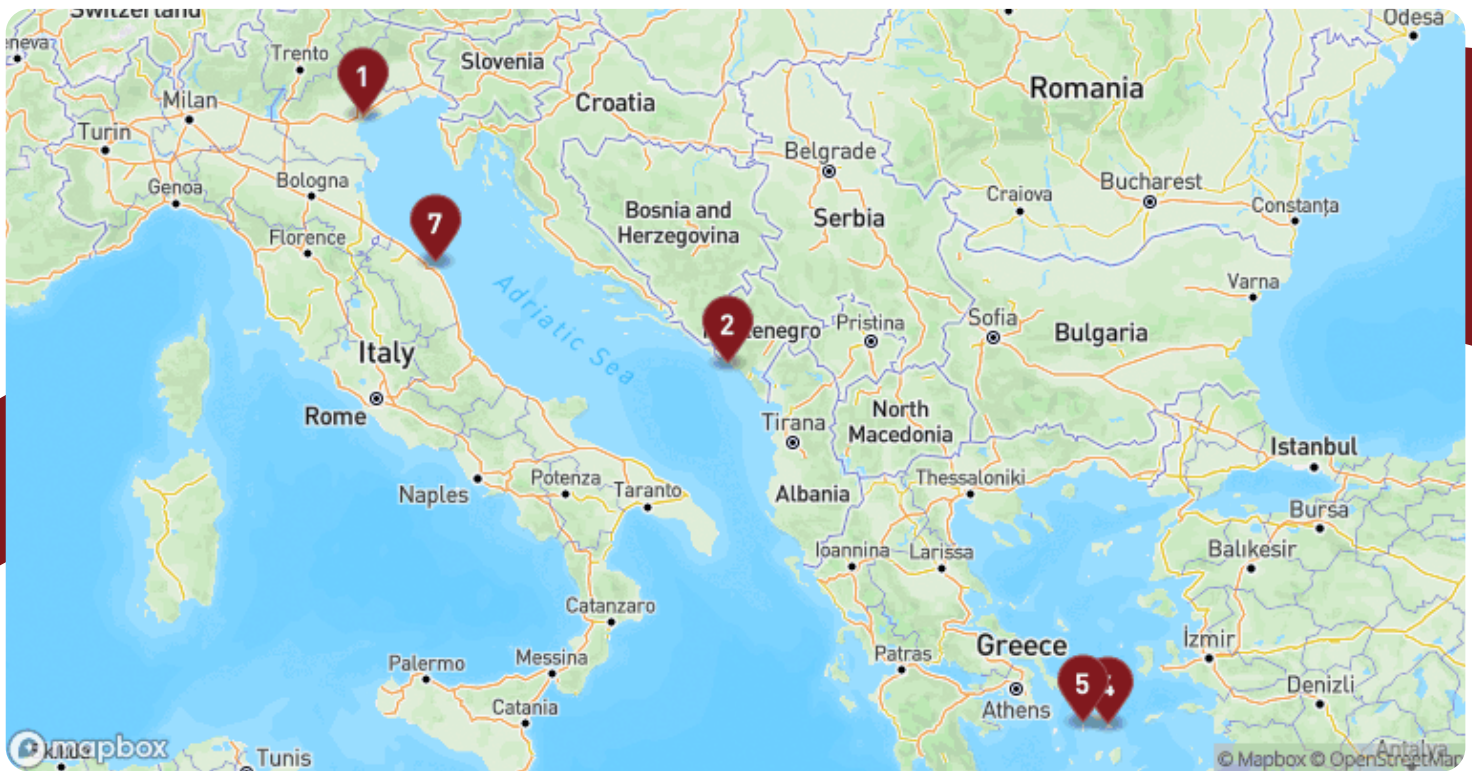 Switzerland
Odesa
eneva
Trento
Slovenia
1
Milan
Croatia
Romania
Turin
Belgrade
Genoa
Bologna
Craiova
Bucharest
Constanța
7
Florence
Bosnia and
Herzegovina
Serbia
Adriatic Sea
Varna
2
tenegro
Pristina
Sofia
Bulgaria
Italy
Rome
Tirana
North
Macedonia
Istanbul
Naples
Potenza
Taranto
Albania
Thessaloniki
Bursa
Ioannina
Larissa
Balıkesir
Catanzaro
Palermo
Messina
Patras
Greece
İzmir
5
4
Athens
Denizli
Catania
mapbox
Tunis
Antalya
© Mapbox © OpenStreetMap